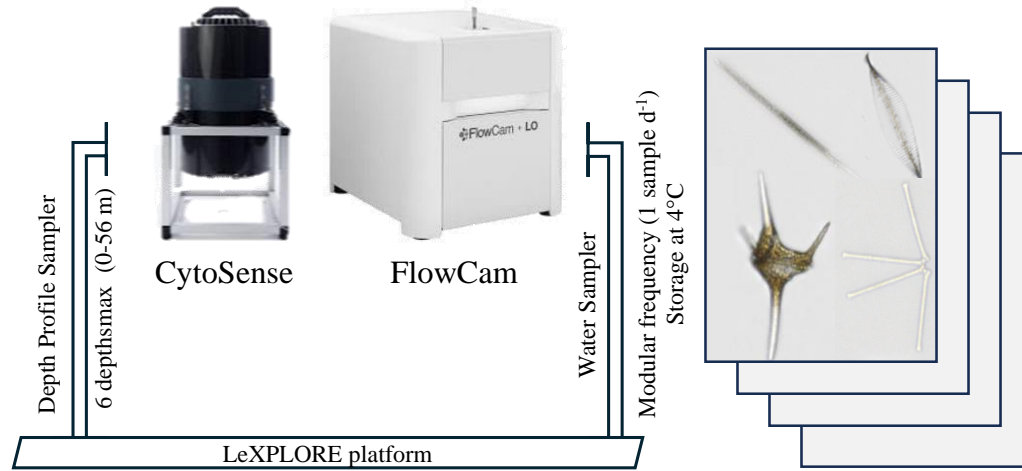 FlowCam + LO
CytoSense
FlowCam
Depth Profile Sampler
6 depthsmax (0-56 m)
Water Sampler
Modular frequency (1 sample d-1)
Storage at 4°C
LeXPLORE platform